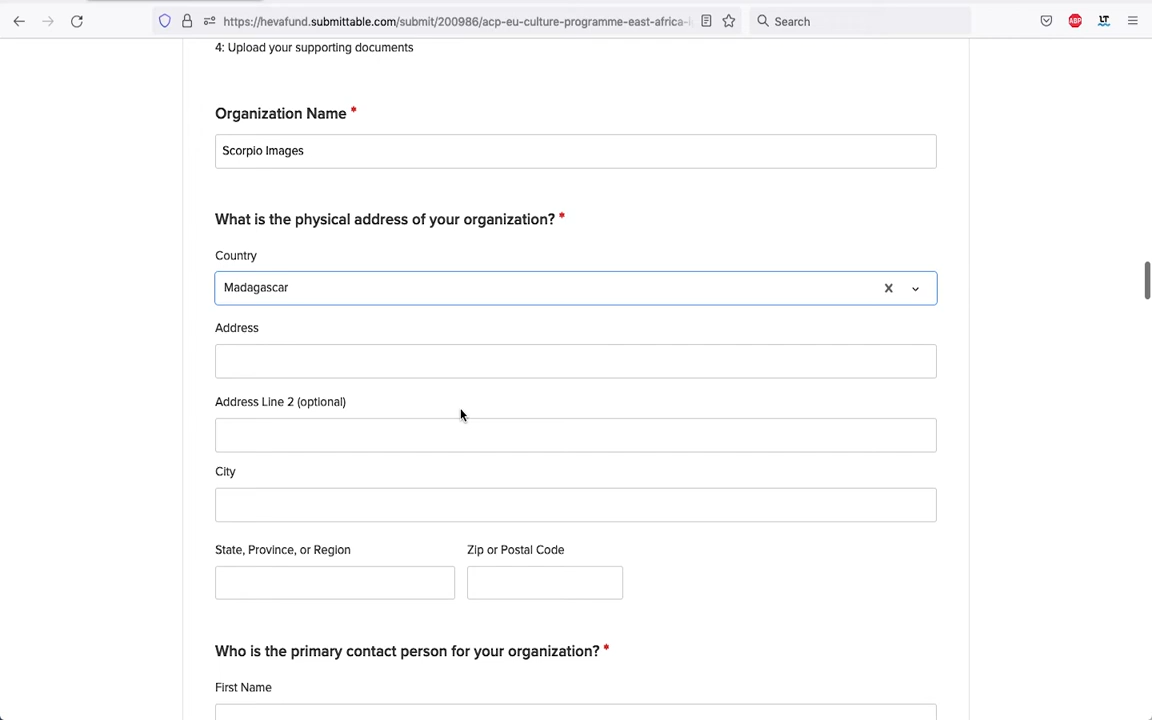 https://hevafund.submittable.com/submit/200986/acp-eu-culture-programme-east-africa-
Search
ABP
LT
4: Upload your supporting documents
Organization Name *
Scorpio Images
What is the physical address of your organization? *
Country
Madagascar
Address
Address Line 2 (optional)
City
State, Province, or Region Zip or Postal Code
Who is the primary contact person for your organization? *
First Name